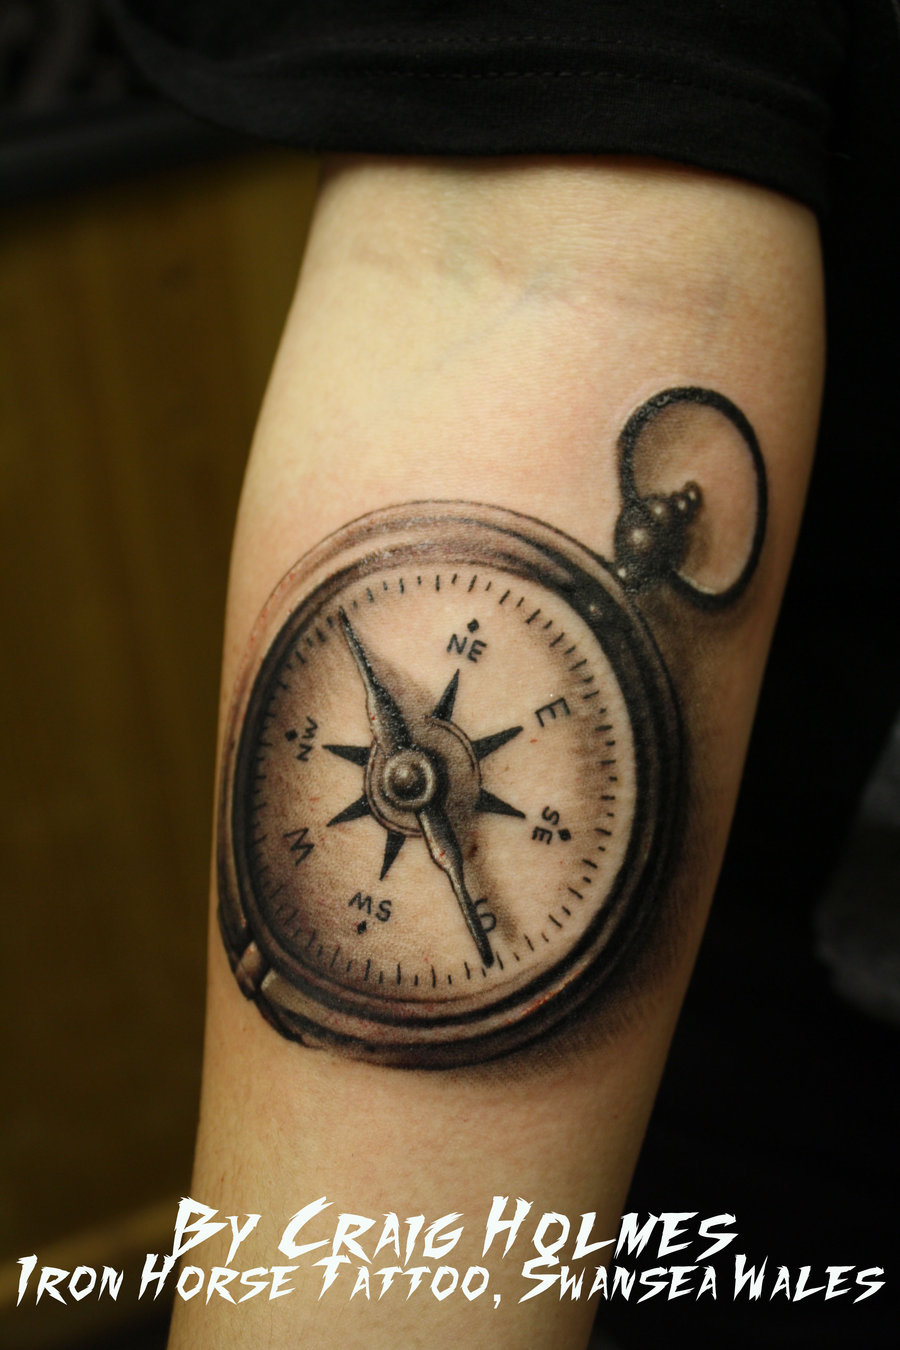 NE
E
SE
S
SW
W
NW
By Craig Holmes
Iron Horse Tattoo, Swansea Wales